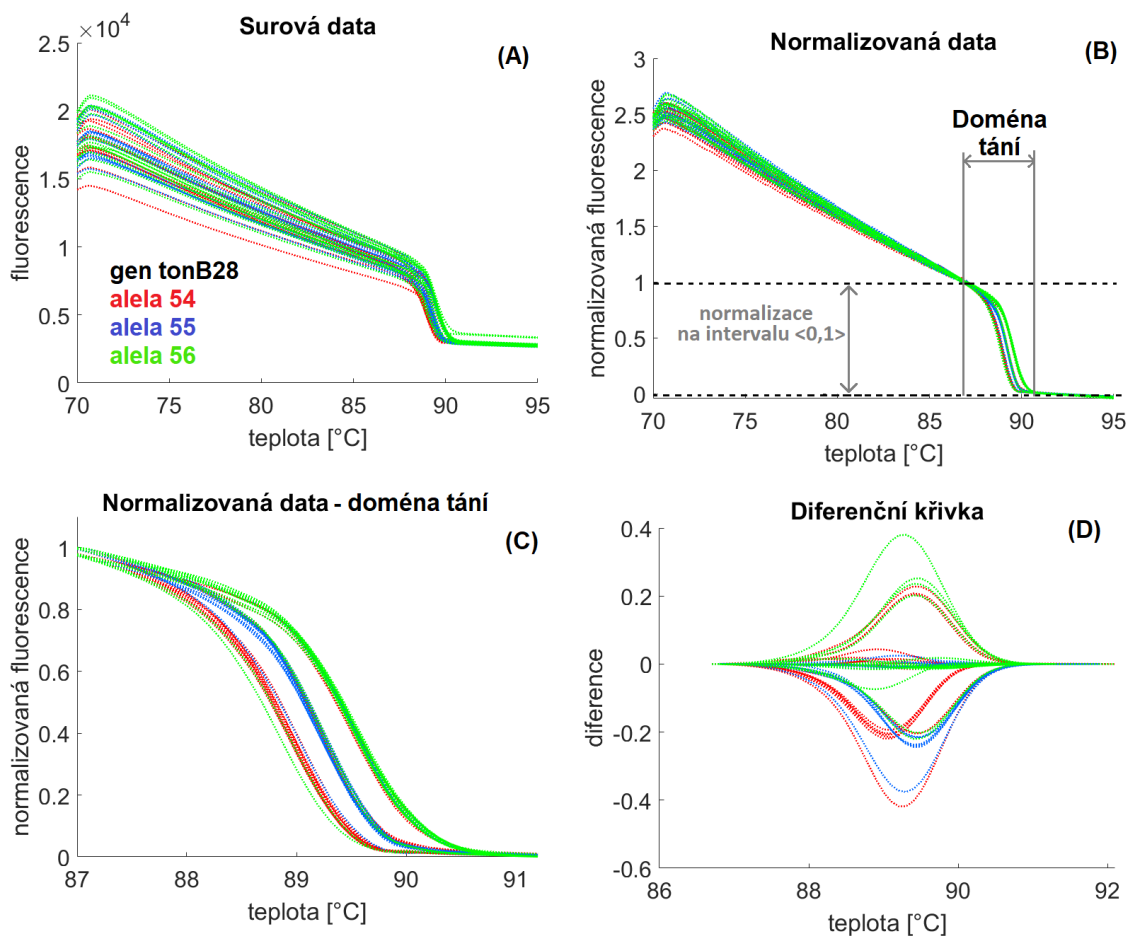 Surová data
(A)
×10⁴
2.5
2
1.5
1
0.5
0
fluorescence
gen tonB28
alela 54
alela 55
alela 56
70
75
80
85
90
95
teplota [°C]
Normalizovaná data
(B)
3
2.5
2
1.5
1
0.5
0
normalizovaná fluorescence
Doména
tání
normalizace
na intervalu <0,1>
70
75
80
85
90
95
teplota [°C]
Normalizovaná data - doména tání
(C)
1
0.8
0.6
0.4
0.2
0
normalizovaná fluorescence
87
88
89
90
91
teplota [°C]
Diferenční křivka
(D)
0.4
0.2
0
-0.2
-0.4
-0.6
diference
86
88
90
92
teplota [°C]